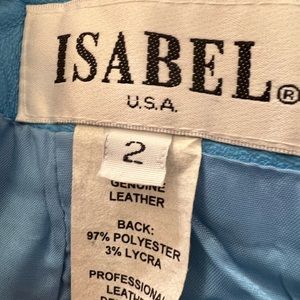 ISABEL®
U.S.A.
2
GENUINE
LEATHER
BACK:
97% POLYESTER
3% LYCRA
PROFESSIONAL
LEATHER